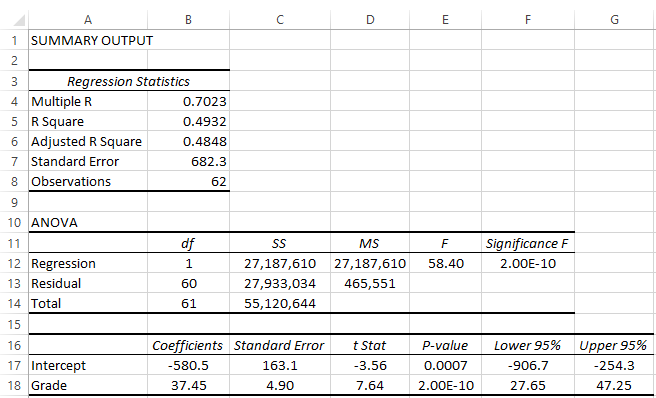 A B C D E F G
1 SUMMARY OUTPUT
2
3 Regression Statistics
4 Multiple R 0.7023
5 R Square 0.4932
6 Adjusted R Square 0.4848
7 Standard Error 682.3
8 Observations 62
9
10 ANOVA
11 df SS MS F Significance F
12 Regression 1 27,187,610 27,187,610 58.40 2.00E-10
13 Residual 60 27,933,034 465,551
14 Total 61 55,120,644
15
16 Coefficients Standard Error t Stat P-value Lower 95% Upper 95%
17 Intercept -580.5 163.1 -3.56 0.0007 -906.7 -254.3
18 Grade 37.45 4.90 7.64 2.00E-10 27.65 47.25